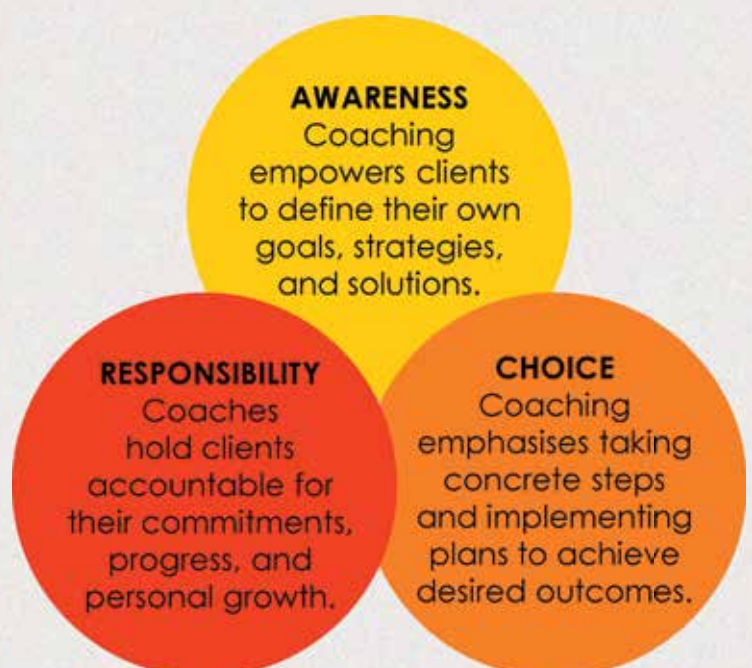 AWARENESS
Coaching
empowers clients
to define their own
goals, strategies,
and solutions.
RESPONSIBILITY
Coaches
hold clients
accountable for
their commitments,
progress, and
personal growth.
CHOICE
Coaching
emphasises taking
concrete steps
and implementing
plans to achieve
desired outcomes.